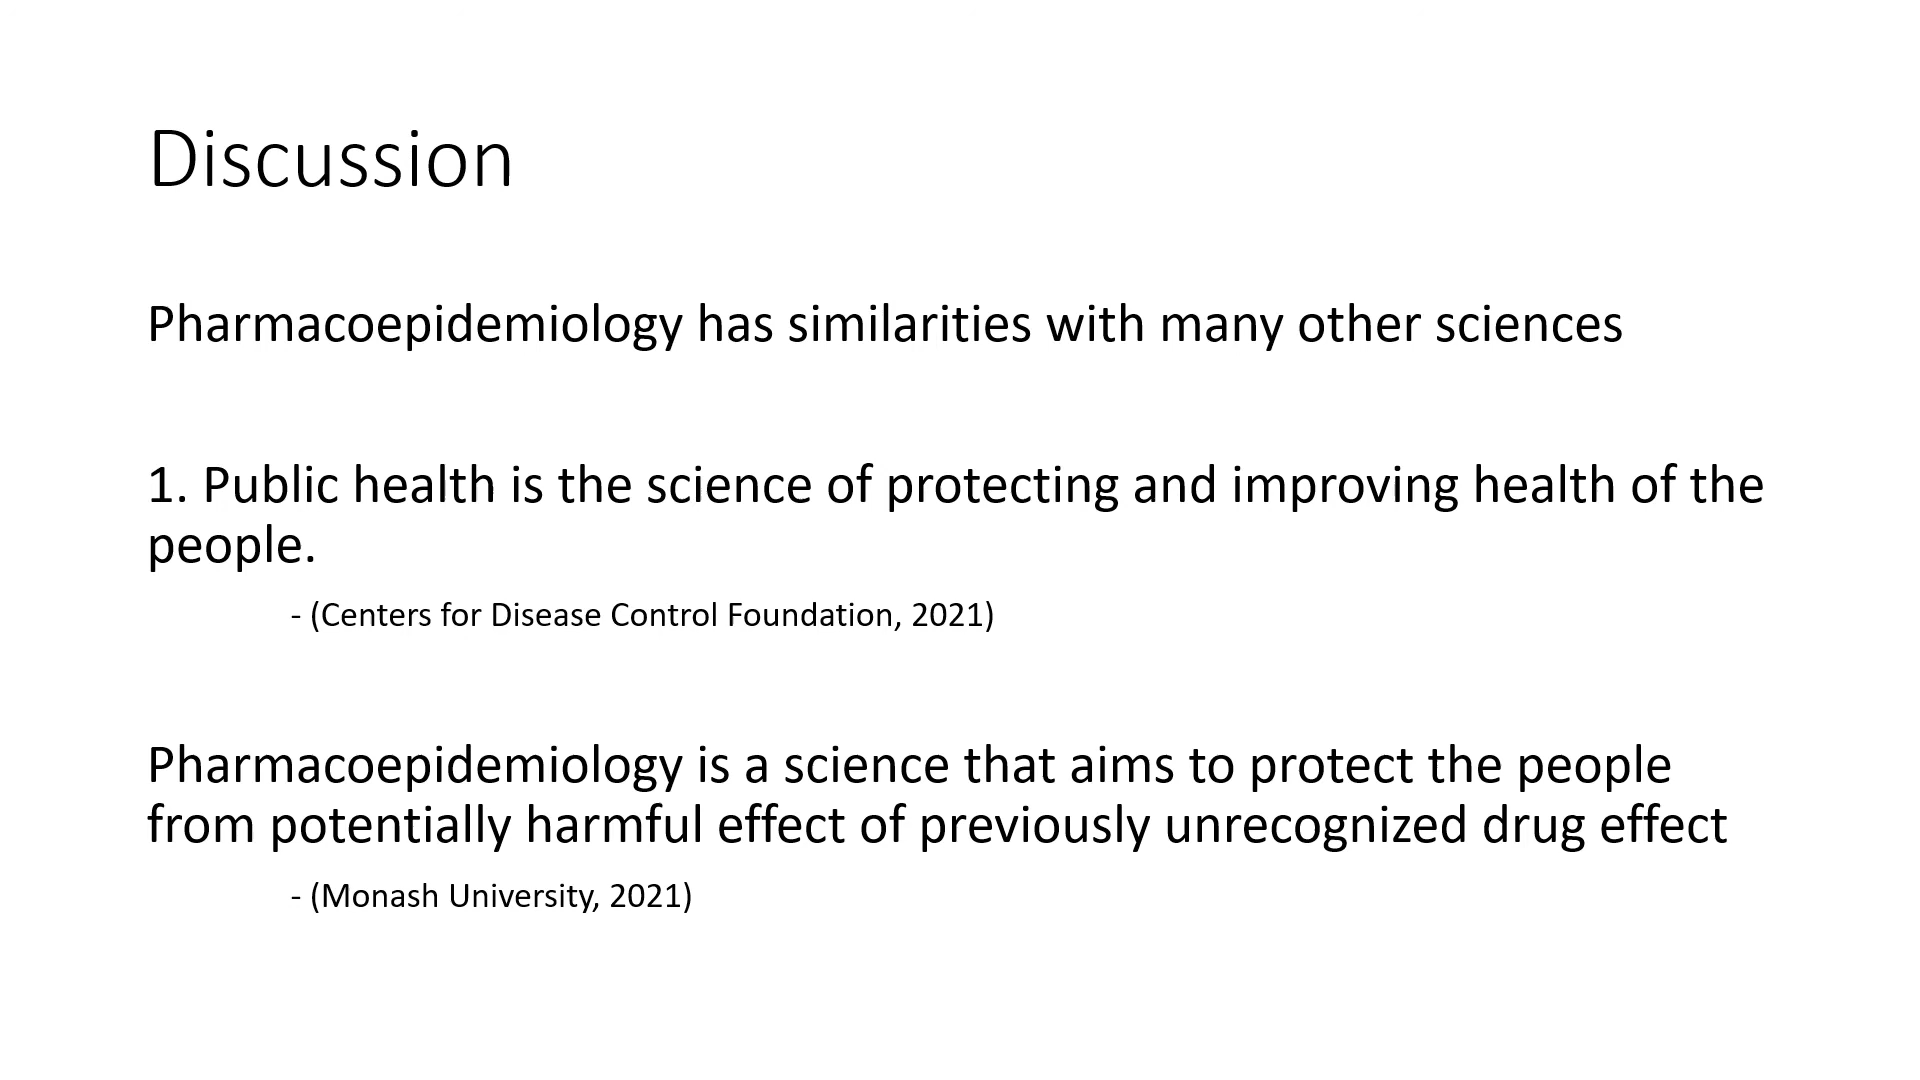 Discussion
Pharmacoepidemiology has similarities with many other sciences
1. Public health is the science of protecting and improving health of the
people.
- (Centers for Disease Control Foundation, 2021)
Pharmacoepidemiology is a science that aims to protect the people
from potentially harmful effect of previously unrecognized drug effect
- (Monash University, 2021)